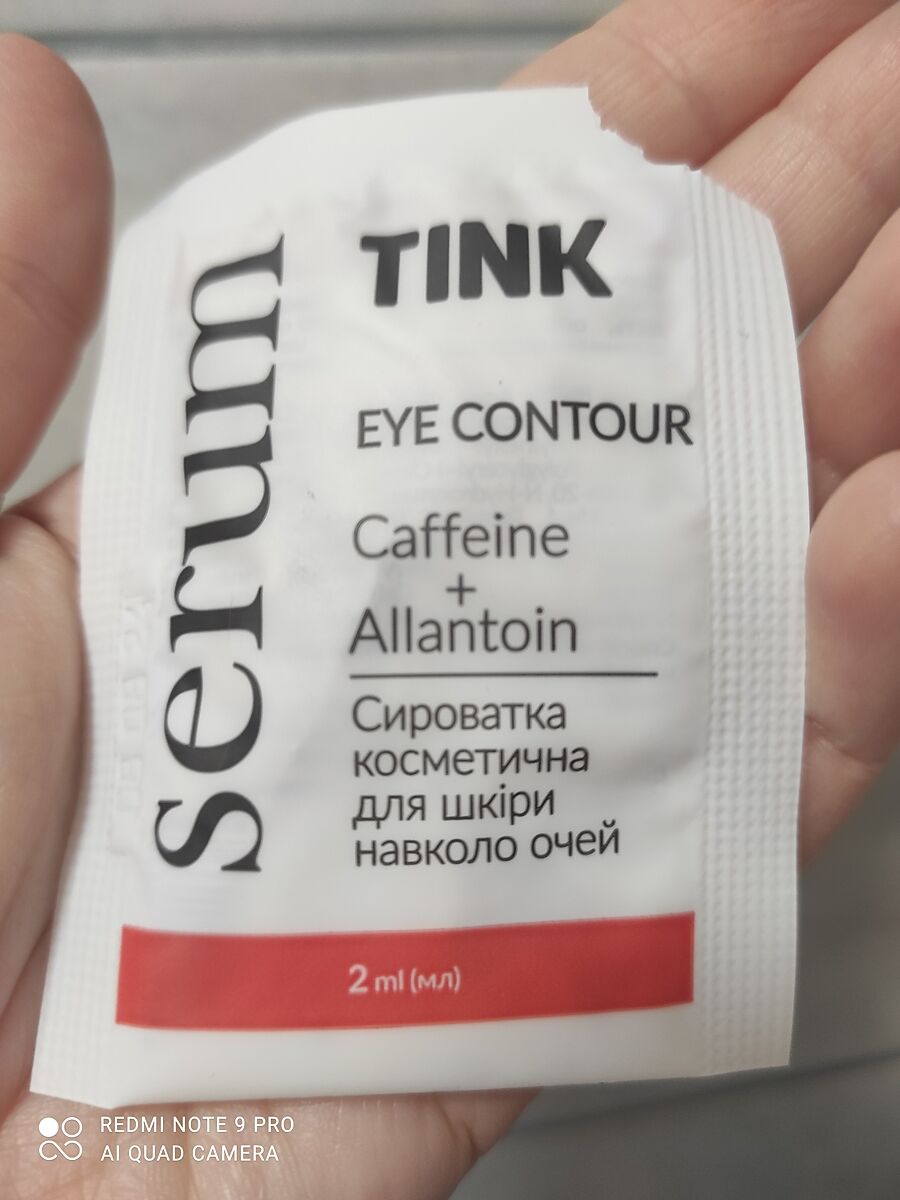 serum
TINK
EYE CONTOUR
Caffeine
+
Allantoin
Сироватка
косметична
для шкіри
навколо очей
2 ml (мл)
REDMI NOTE 9 PRO
AI QUAD CAMERA